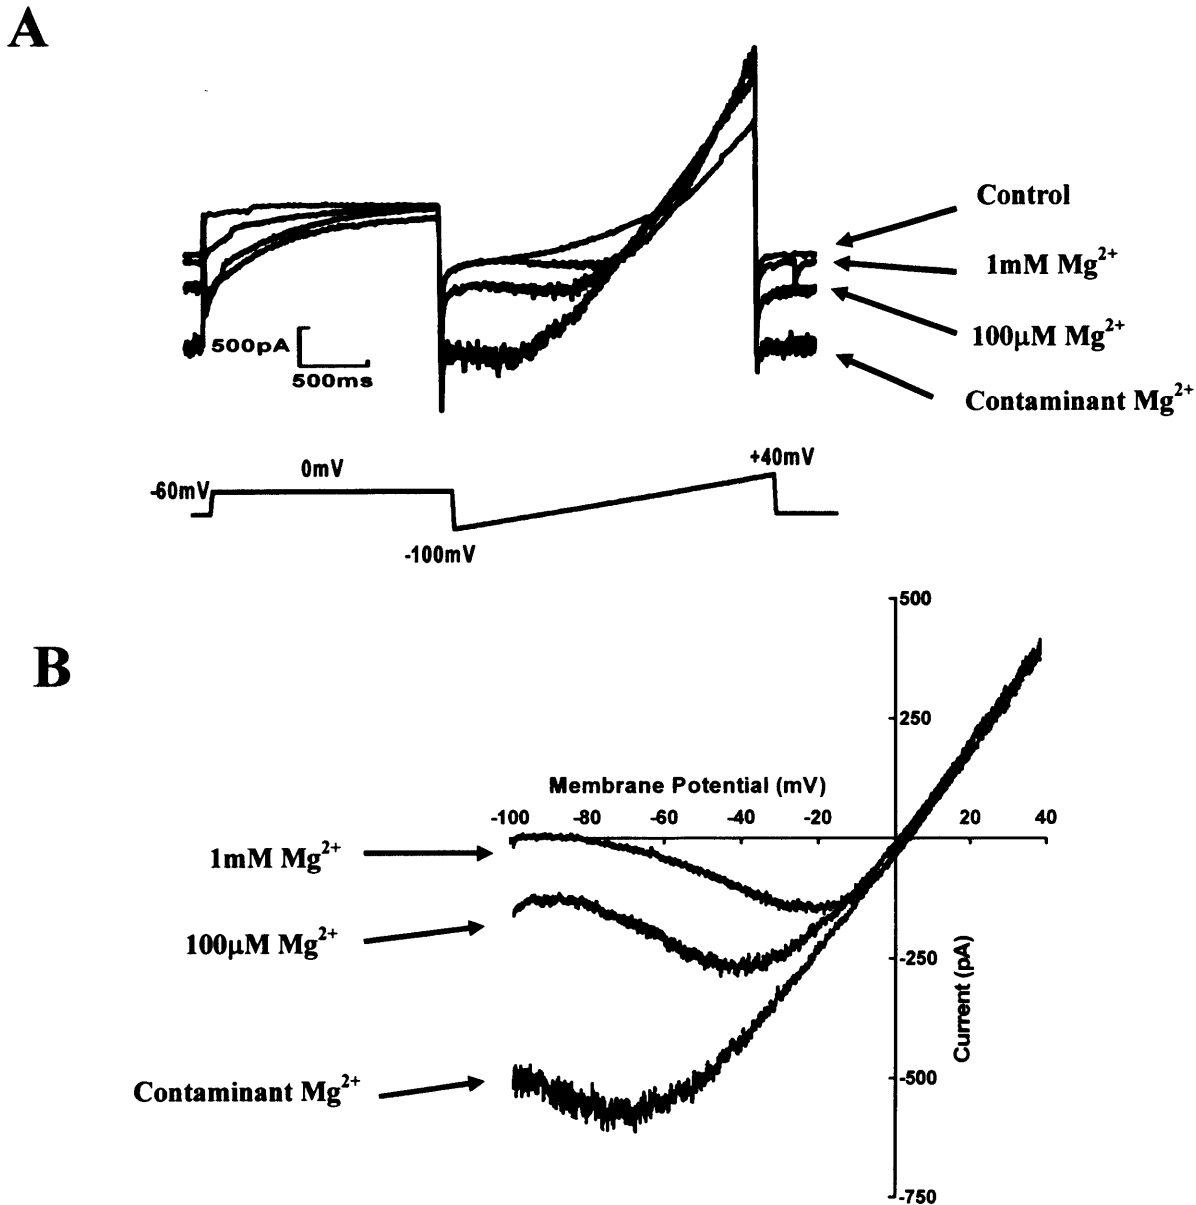 A
Control
1mM Mg2+
100μM Mg2+
Contaminant Mg2+
500pA
500ms
0mV
+40mV
-60mV
-100mV
500
B
250
Membrane Potential (mV)
-100 -80 -60 -40 -20 20 40
1mM Mg2+
100μM Mg2+
-250
Current (pA)
-500
Contaminant Mg2+
-750